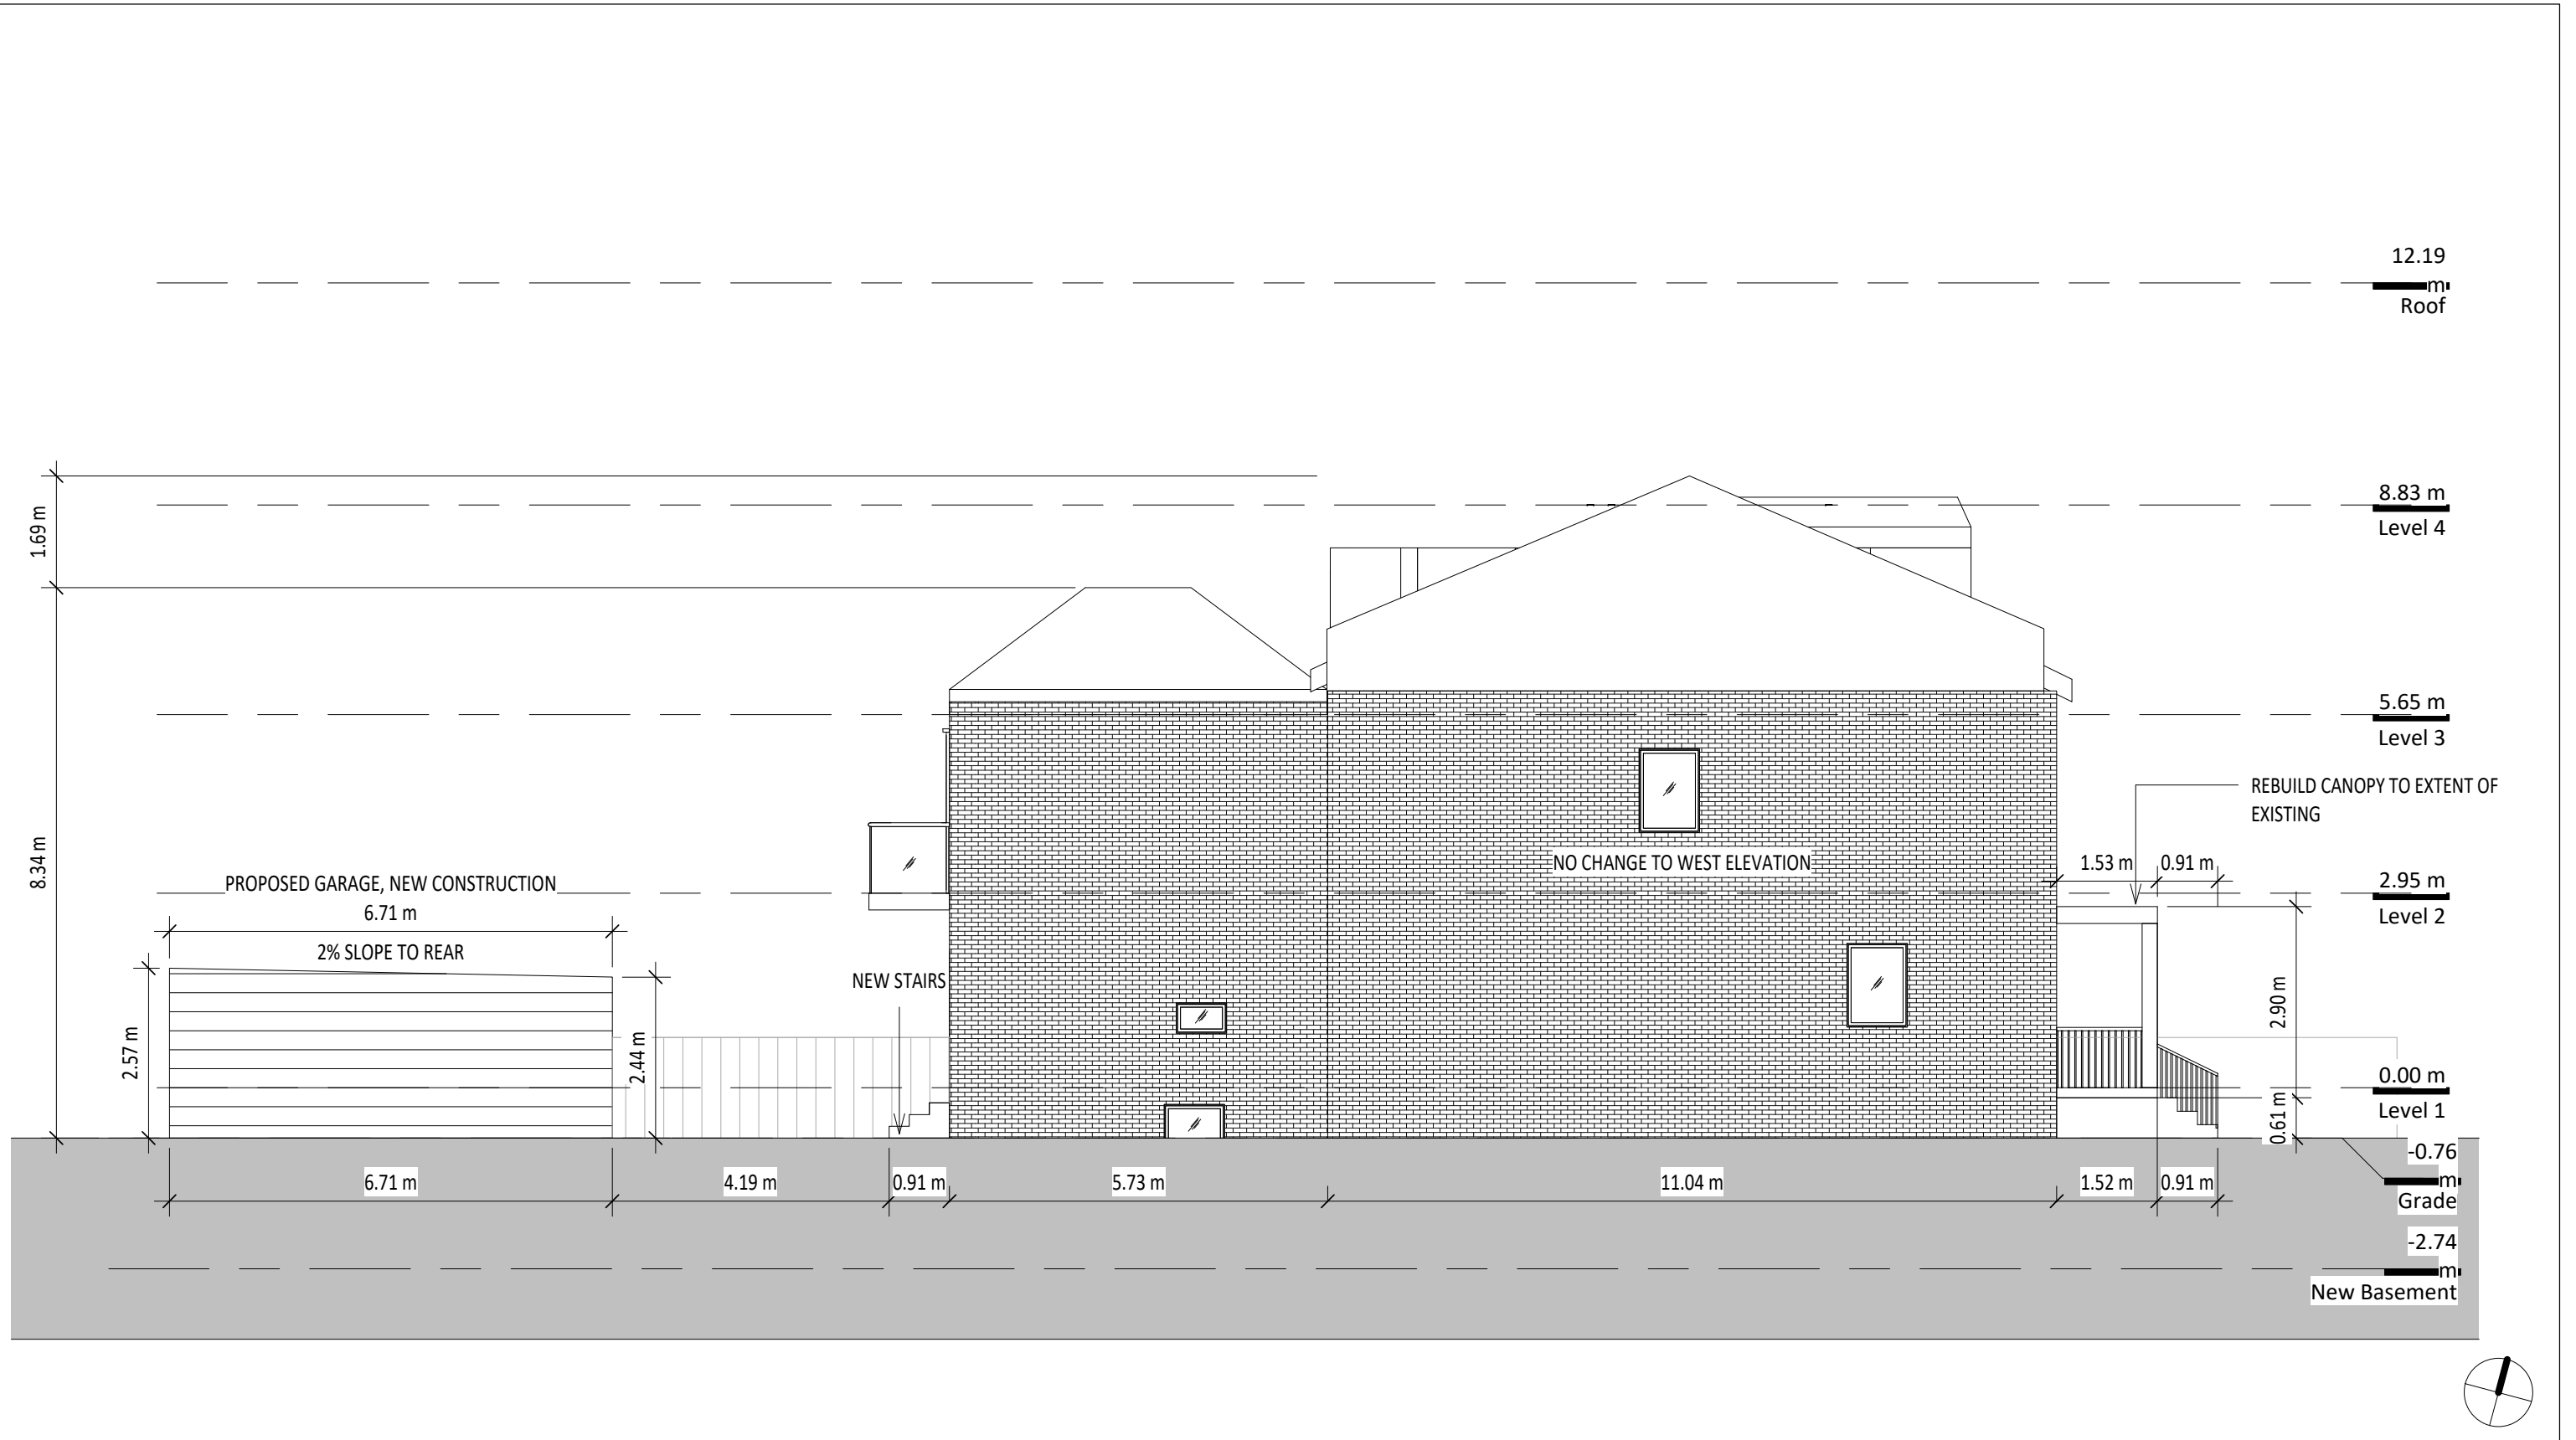 12.19
m
Roof
8.83 m
Level 4
1.69 m
5.65 m
Level 3
REBUILD CANOPY TO EXTENT OF
EXISTING
NO CHANGE TO WEST ELEVATION
1.53 m
0.91 m
8.34 m
PROPOSED GARAGE, NEW CONSTRUCTION
6.71 m
2.95 m
Level 2
2% SLOPE TO REAR
NEW STAIRS
2.57 m
2.44 m
2.90 m
0.00 m
Level 1
0.61 m
-0.76
m
Grade
6.71 m
4.19 m
0.91 m
5.73 m
11.04 m
1.52 m
0.91 m
-2.74
m
New Basement